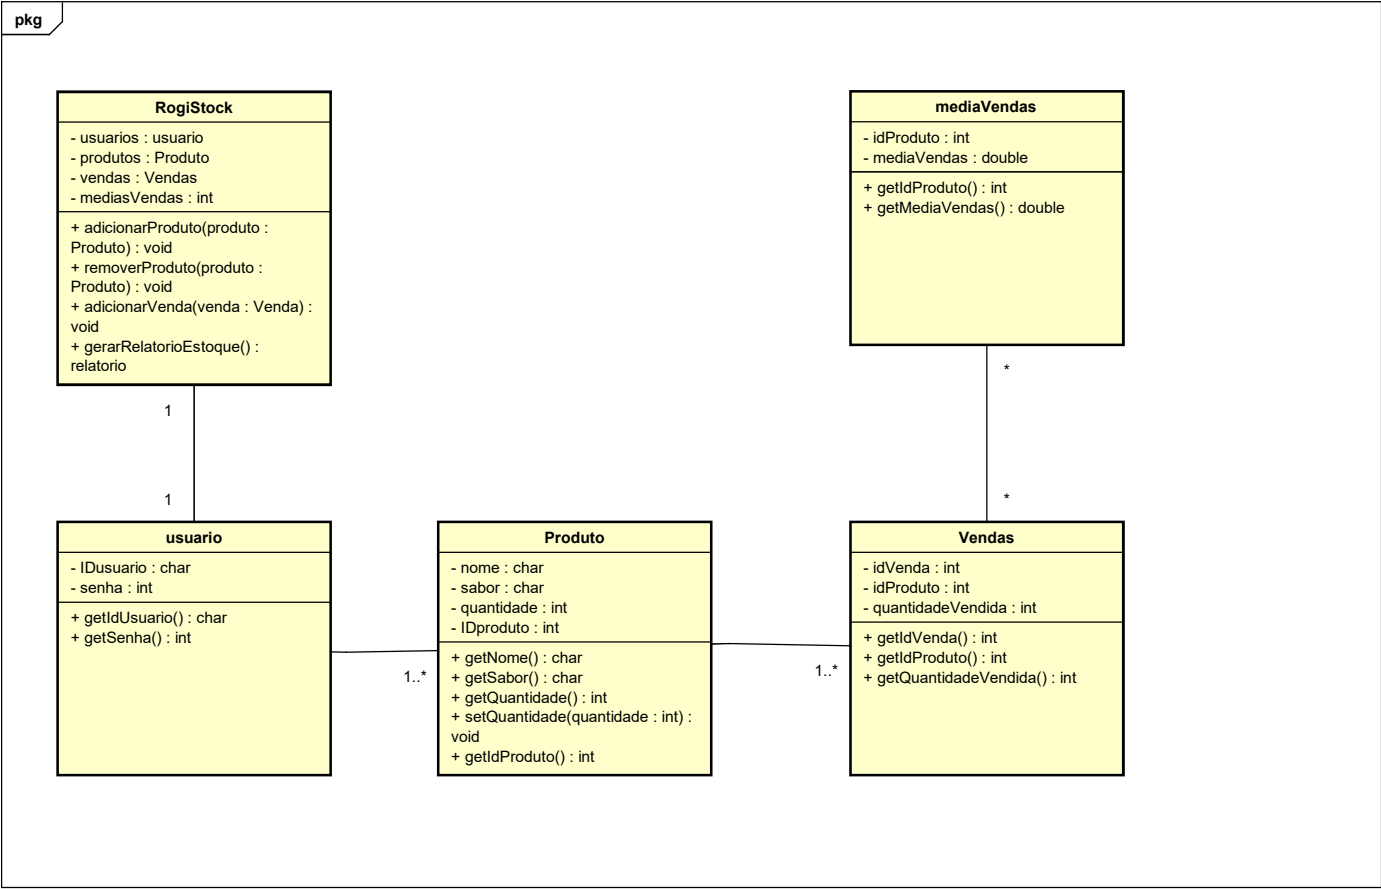 pkg
RogiStock
- usuarios : usuario
- produtos : Produto
- vendas : Vendas
- mediasVendas : int
+ adicionarProduto(produto :
Produto) : void
+ removerProduto(produto :
Produto) : void
+ adicionarVenda(venda : Venda) :
void
+ gerarRelatorioEstoque() :
relatorio
mediaVendas
- idProduto : int
- mediaVendas : double
+ getIdProduto() : int
+ getMediaVendas() : double
1
1
*
*
usuario
- IDusuario : char
- senha : int
+ getIdUsuario() : char
+ getSenha() : int
1..*
Produto
- nome : char
- sabor : char
- quantidade : int
- IDproduto : int
+ getNome() : char
+ getSabor() : char
+ getQuantidade() : int
+ setQuantidade(quantidade : int) :
void
+ getIdProduto() : int
1..*
Vendas
- idVenda : int
- idProduto : int
- quantidadeVendida : int
+ getIdVenda() : int
+ getIdProduto() : int
+ getQuantidadeVendida() : int